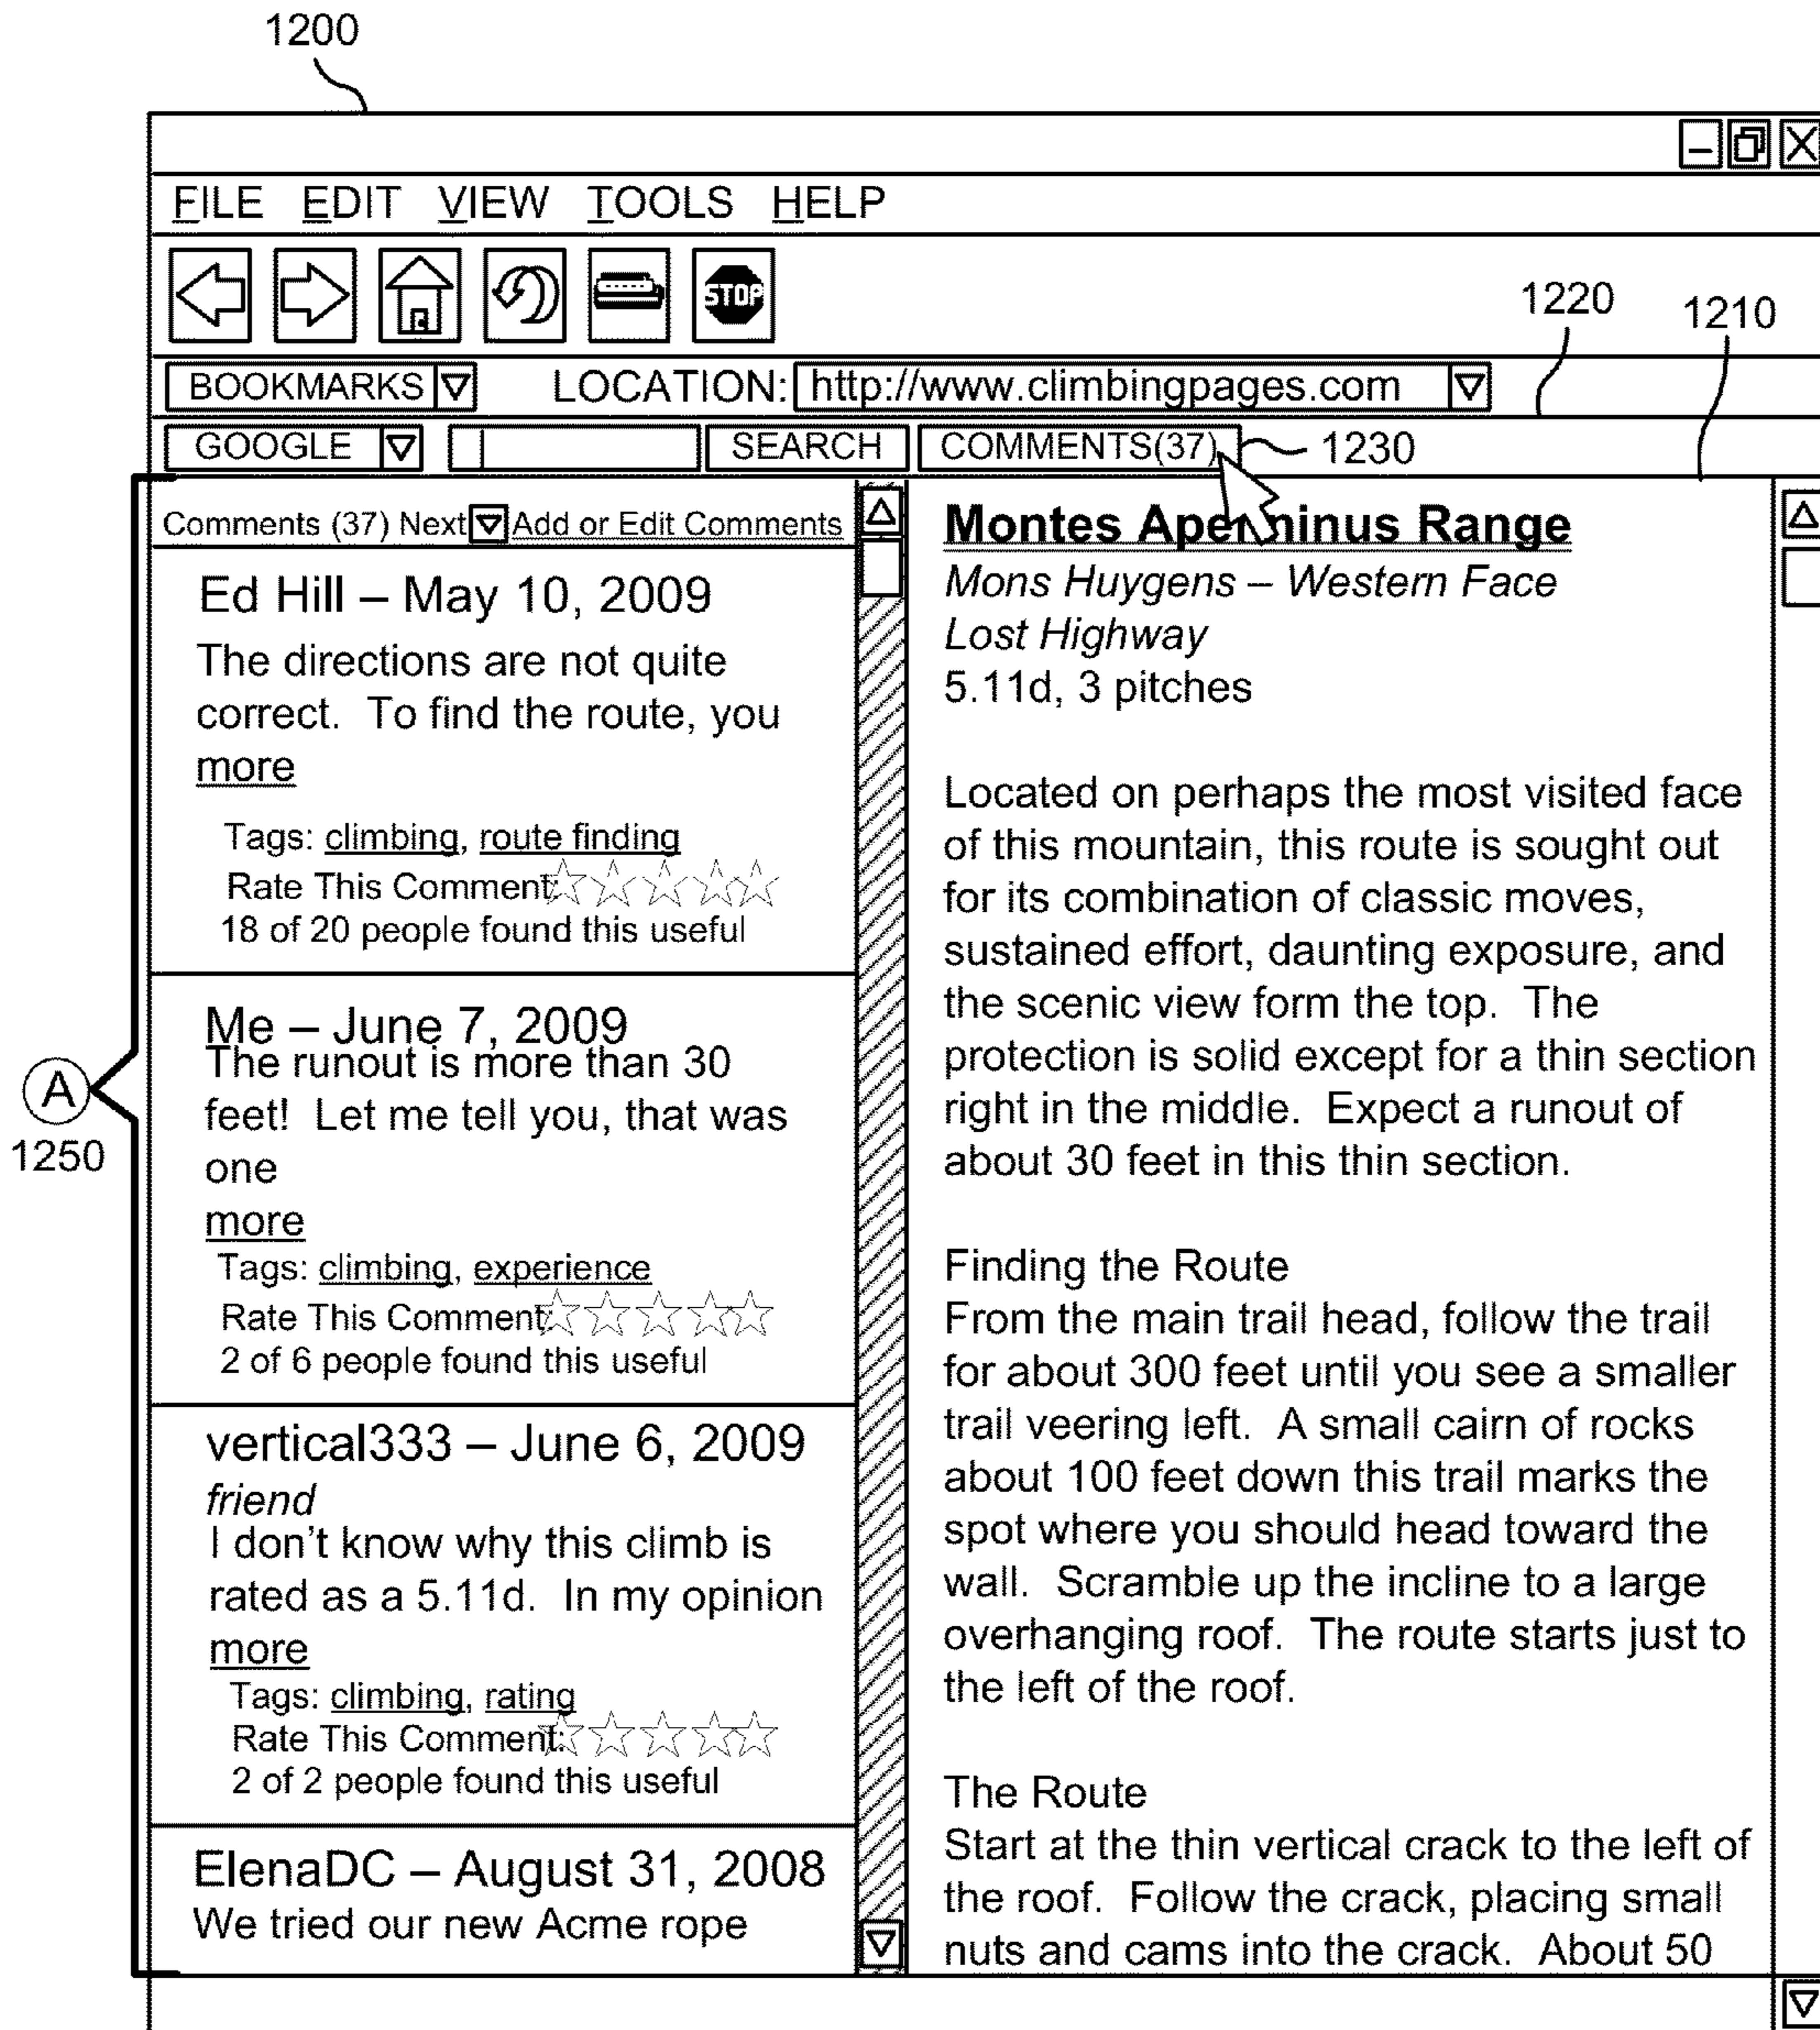 1200
FILE EDIT VIEW TOOLS HELP
STOP
1220
1210
BOOKMARKS LOCATION: http://www.climbingpages.com
GOOGLE SEARCH COMMENTS(37) 1230
Comments (37) Next Add or Edit Comments
Ed Hill – May 10, 2009
The directions are not quite
correct. To find the route, you
more
Tags: climbing, route finding
Rate This Comment:
18 of 20 people found this useful
Me – June 7, 2009
The runout is more than 30
feet! Let me tell you, that was
one
more
Tags: climbing, experience
Rate This Comment:
2 of 6 people found this useful
vertical333 – June 6, 2009
friend
I don't know why this climb is
rated as a 5.11d. In my opinion
more
Tags: climbing, rating
Rate This Comment:
2 of 2 people found this useful
ElenaDC – August 31, 2008
We tried our new Acme rope
A
1250
Montes Apenninus Range
Mons Huygens – Western Face
Lost Highway
5.11d, 3 pitches
Located on perhaps the most visited face
of this mountain, this route is sought out
for its combination of classic moves,
sustained effort, daunting exposure, and
the scenic view form the top. The
protection is solid except for a thin section
right in the middle. Expect a runout of
about 30 feet in this thin section.
Finding the Route
From the main trail head, follow the trail
for about 300 feet until you see a smaller
trail veering left. A small cairn of rocks
about 100 feet down this trail marks the
spot where you should head toward the
wall. Scramble up the incline to a large
overhanging roof. The route starts just to
the left of the roof.
The Route
Start at the thin vertical crack to the left of
the roof. Follow the crack, placing small
nuts and cams into the crack. About 50